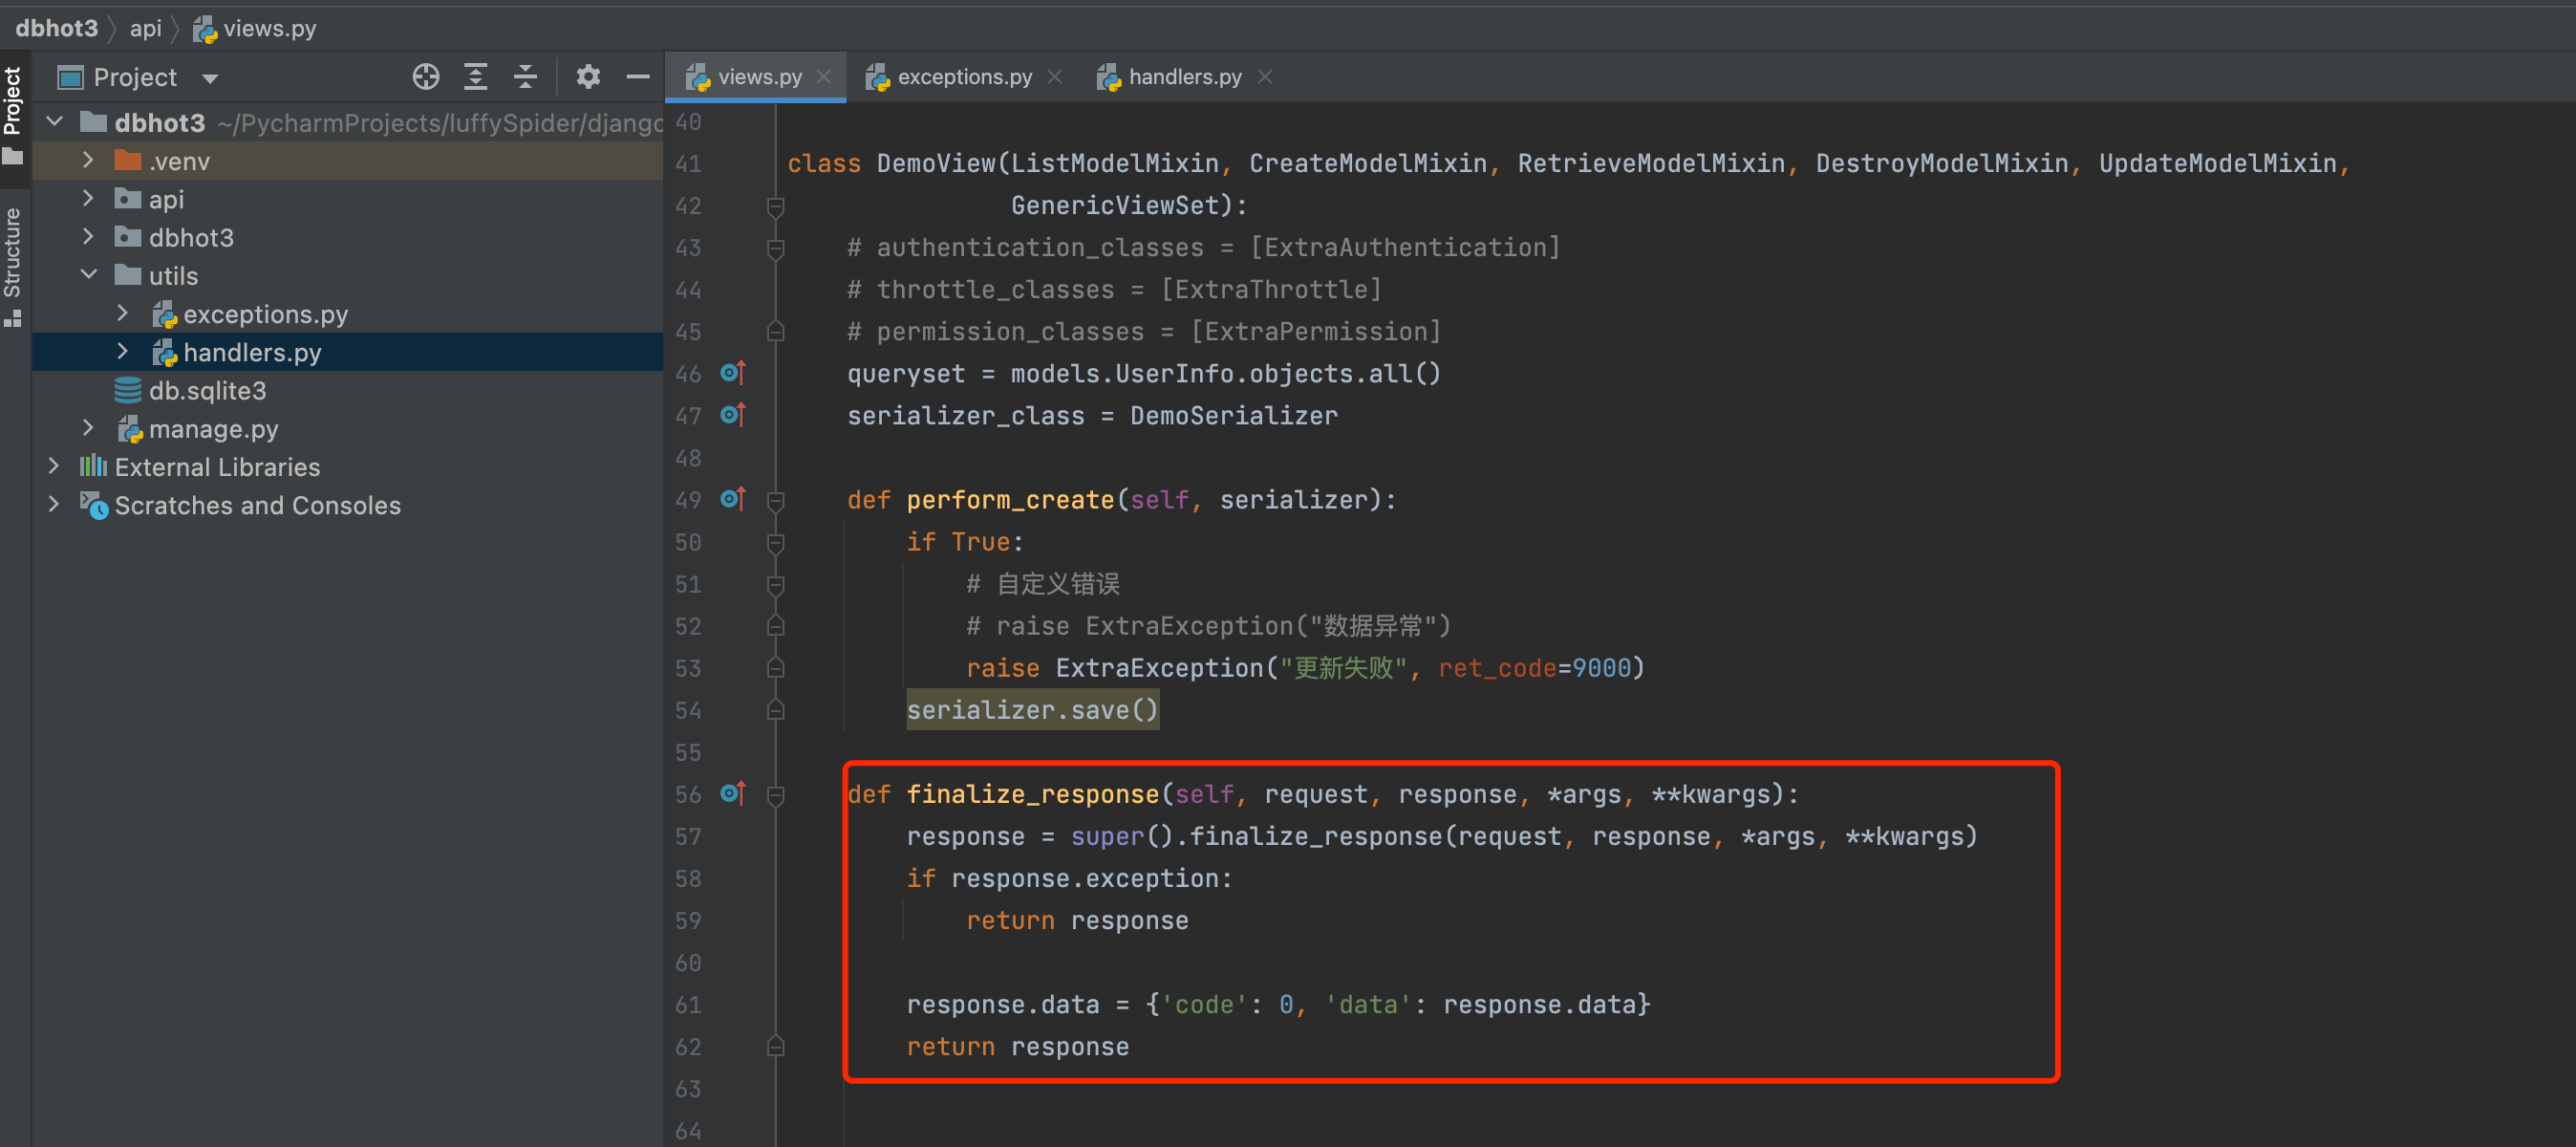 dbhot3 〉 api 〉 views.py
Project
Structure
Project
dbhot3 ~/PycharmProjects/luffySpider/django
.venv
api
dbhot3
utils
exceptions.py
handlers.py
db.sqlite3
manage.py
External Libraries
Scratches and Consoles
views.py exceptions.py handlers.py
40
41 class DemoView(ListModelMixin, CreateModelMixin, RetrieveModelMixin, DestroyModelMixin, UpdateModelMixin,
42 GenericViewSet):
43 # authentication_classes = [ExtraAuthentication]
44 # throttle_classes = [ExtraThrottle]
45 # permission_classes = [ExtraPermission]
46 queryset = models.UserInfo.objects.all()
47 serializer_class = DemoSerializer
48
49 def perform_create(self, serializer):
50 if True:
51 # 自定义错误
52 # raise ExtraException("数据异常")
53 raise ExtraException("更新失败", ret_code=9000)
54 serializer.save()
55
56 def finalize_response(self, request, response, *args, **kwargs):
57 response = super().finalize_response(request, response, *args, **kwargs)
58 if response.exception:
59 return response
60
61 response.data = {'code': 0, 'data': response.data}
62 return response
63
64